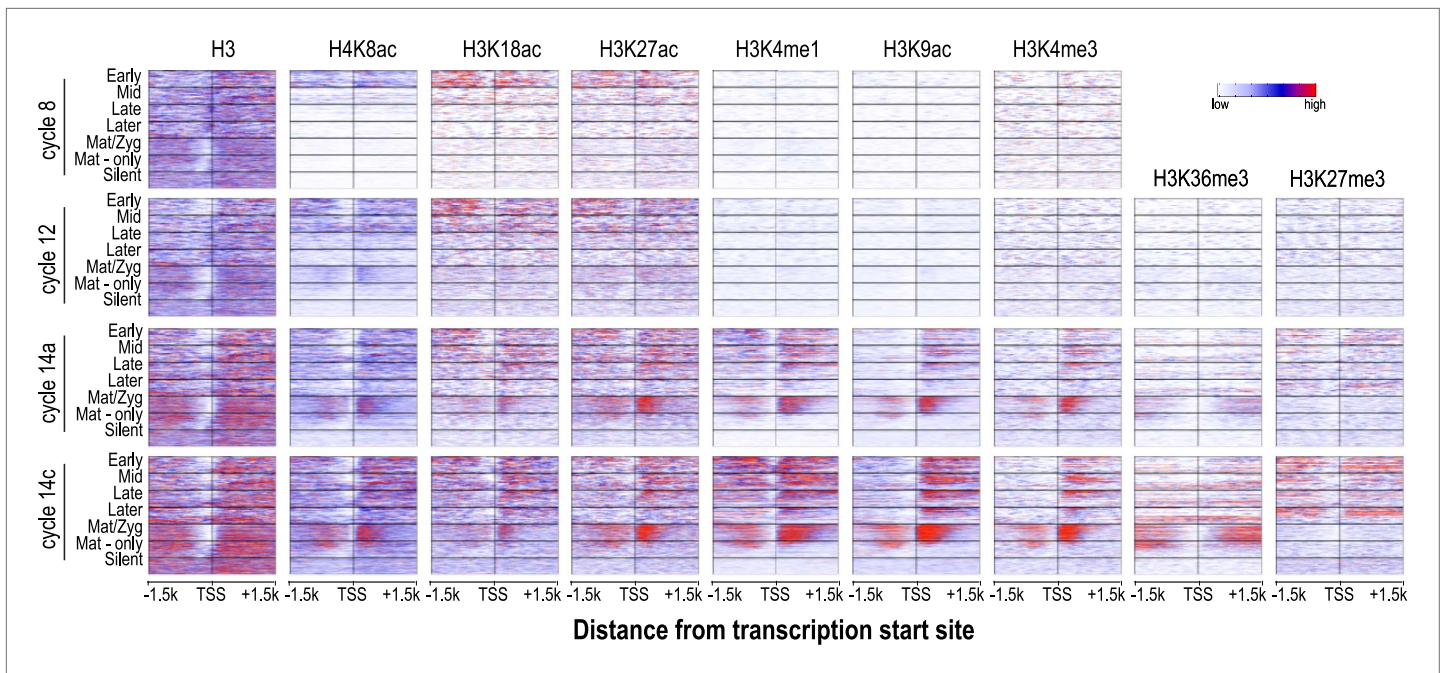 H3 H4K8ac H3K18ac H3K27ac H3K4me1 H3K9ac H3K4me3
low high
cycle 8
Early
Mid
Late
Later
Mat/Zyg
Mat - only
Silent
H3K36me3 H3K27me3
cycle 12
Early
Mid
Late
Later
Mat/Zyg
Mat - only
Silent
cycle 14a
Early
Mid
Late
Later
Mat/Zyg
Mat - only
Silent
cycle 14c
Early
Mid
Late
Later
Mat/Zyg
Mat - only
Silent
-1.5k TSS +1.5k -1.5k TSS +1.5k -1.5k TSS +1.5k -1.5k TSS +1.5k -1.5k TSS +1.5k -1.5k TSS +1.5k -1.5k TSS +1.5k -1.5k TSS +1.5k -1.5k TSS +1.5k
Distance from transcription start site